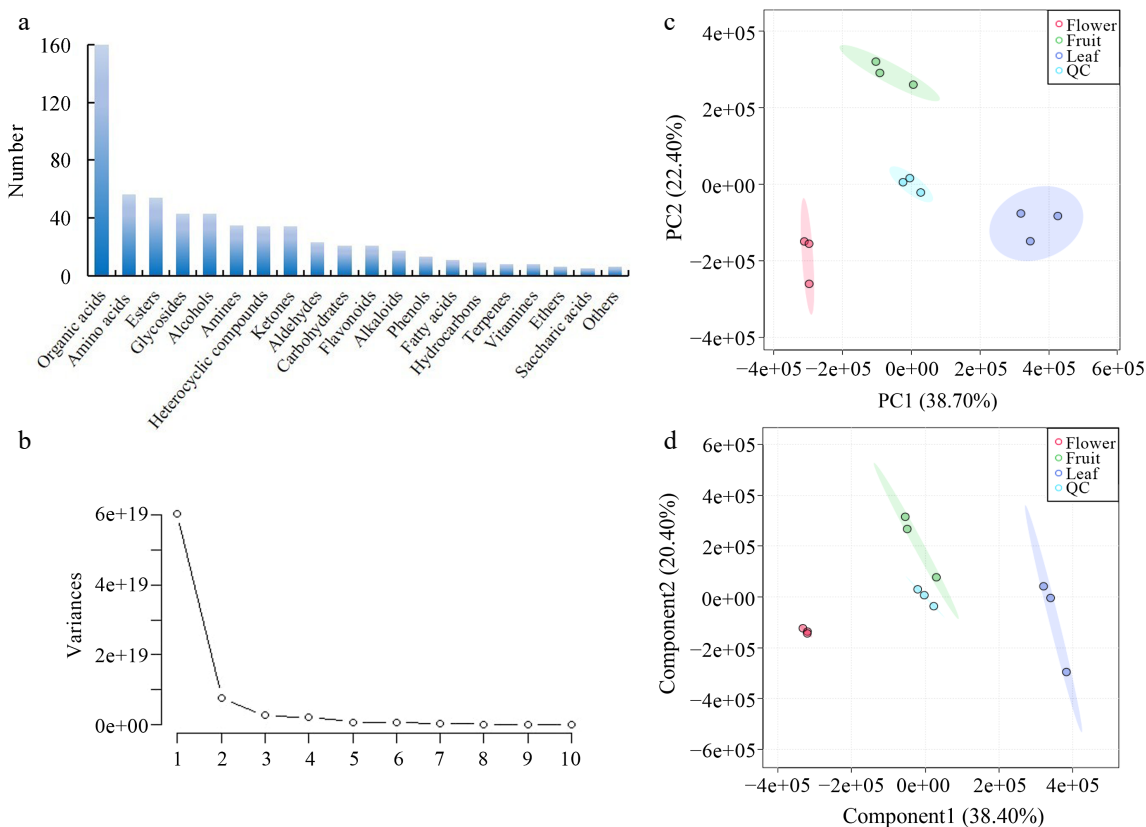 a
160
120
80
40
0
Number
Organic acids
Amino acids
Esters
Glycosides
Alcohols
Amines
Heterocyclic compounds
Ketones
Aldehydes
Carbohydrates
Flavonoids
Alkaloids
Phenols
Fatty acids
Hydrocarbons
Terpenes
Vitamines
Ethers
Saccharic acids
Others
b
6e+19
4e+19
2e+19
0e+00
Variances
1 2 3 4 5 6 7 8 9 10
c
Flower
Fruit
Leaf
QC
4e+05
2e+05
0e+00
−2e+05
−4e+05
PC2 (22.40%)
−4e+05 −2e+05 0e+00 2e+05 4e+05 6e+05
PC1 (38.70%)
d
Flower
Fruit
Leaf
QC
6e+05
4e+05
2e+05
0e+00
−2e+05
−4e+05
−6e+05
Component2 (20.40%)
−4e+05 −2e+05 0e+00 2e+05 4e+05
Component1 (38.40%)